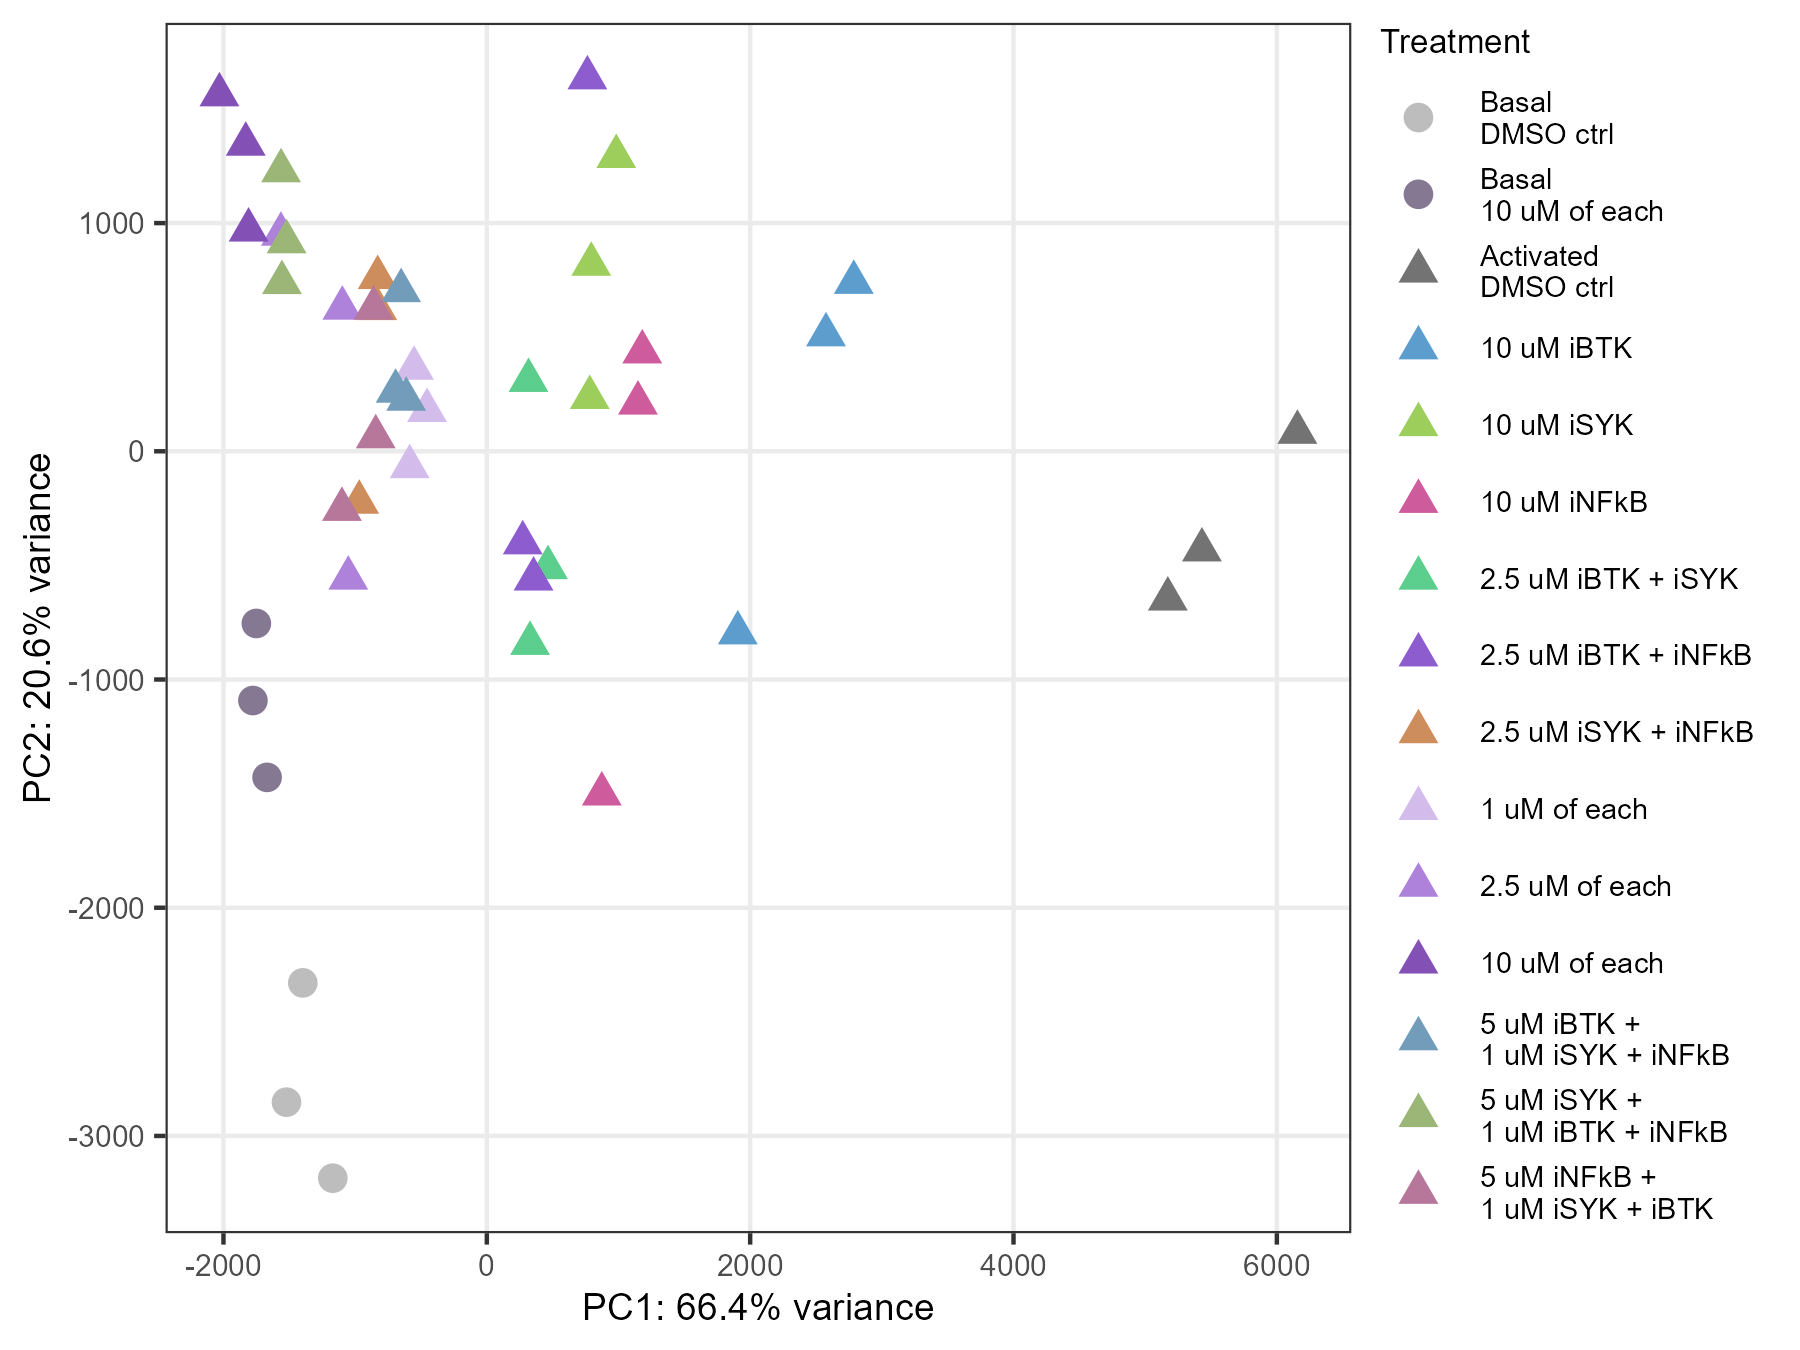 Treatment
Basal
DMSO ctrl
Basal
10 uM of each
Activated
DMSO ctrl
10 uM iBTK
10 uM iSYK
10 uM iNFkB
2.5 uM iBTK + iSYK
2.5 uM iBTK + iNFkB
2.5 uM iSYK + iNFkB
1 uM of each
2.5 uM of each
10 uM of each
5 uM iBTK +
1 uM iSYK + iNFkB
5 uM iSYK +
1 uM iBTK + iNFkB
5 uM iNFkB +
1 uM iSYK + iBTK
PC2: 20.6% variance
1000
0
-1000
-2000
-3000
-2000
0
2000
4000
6000
PC1: 66.4% variance